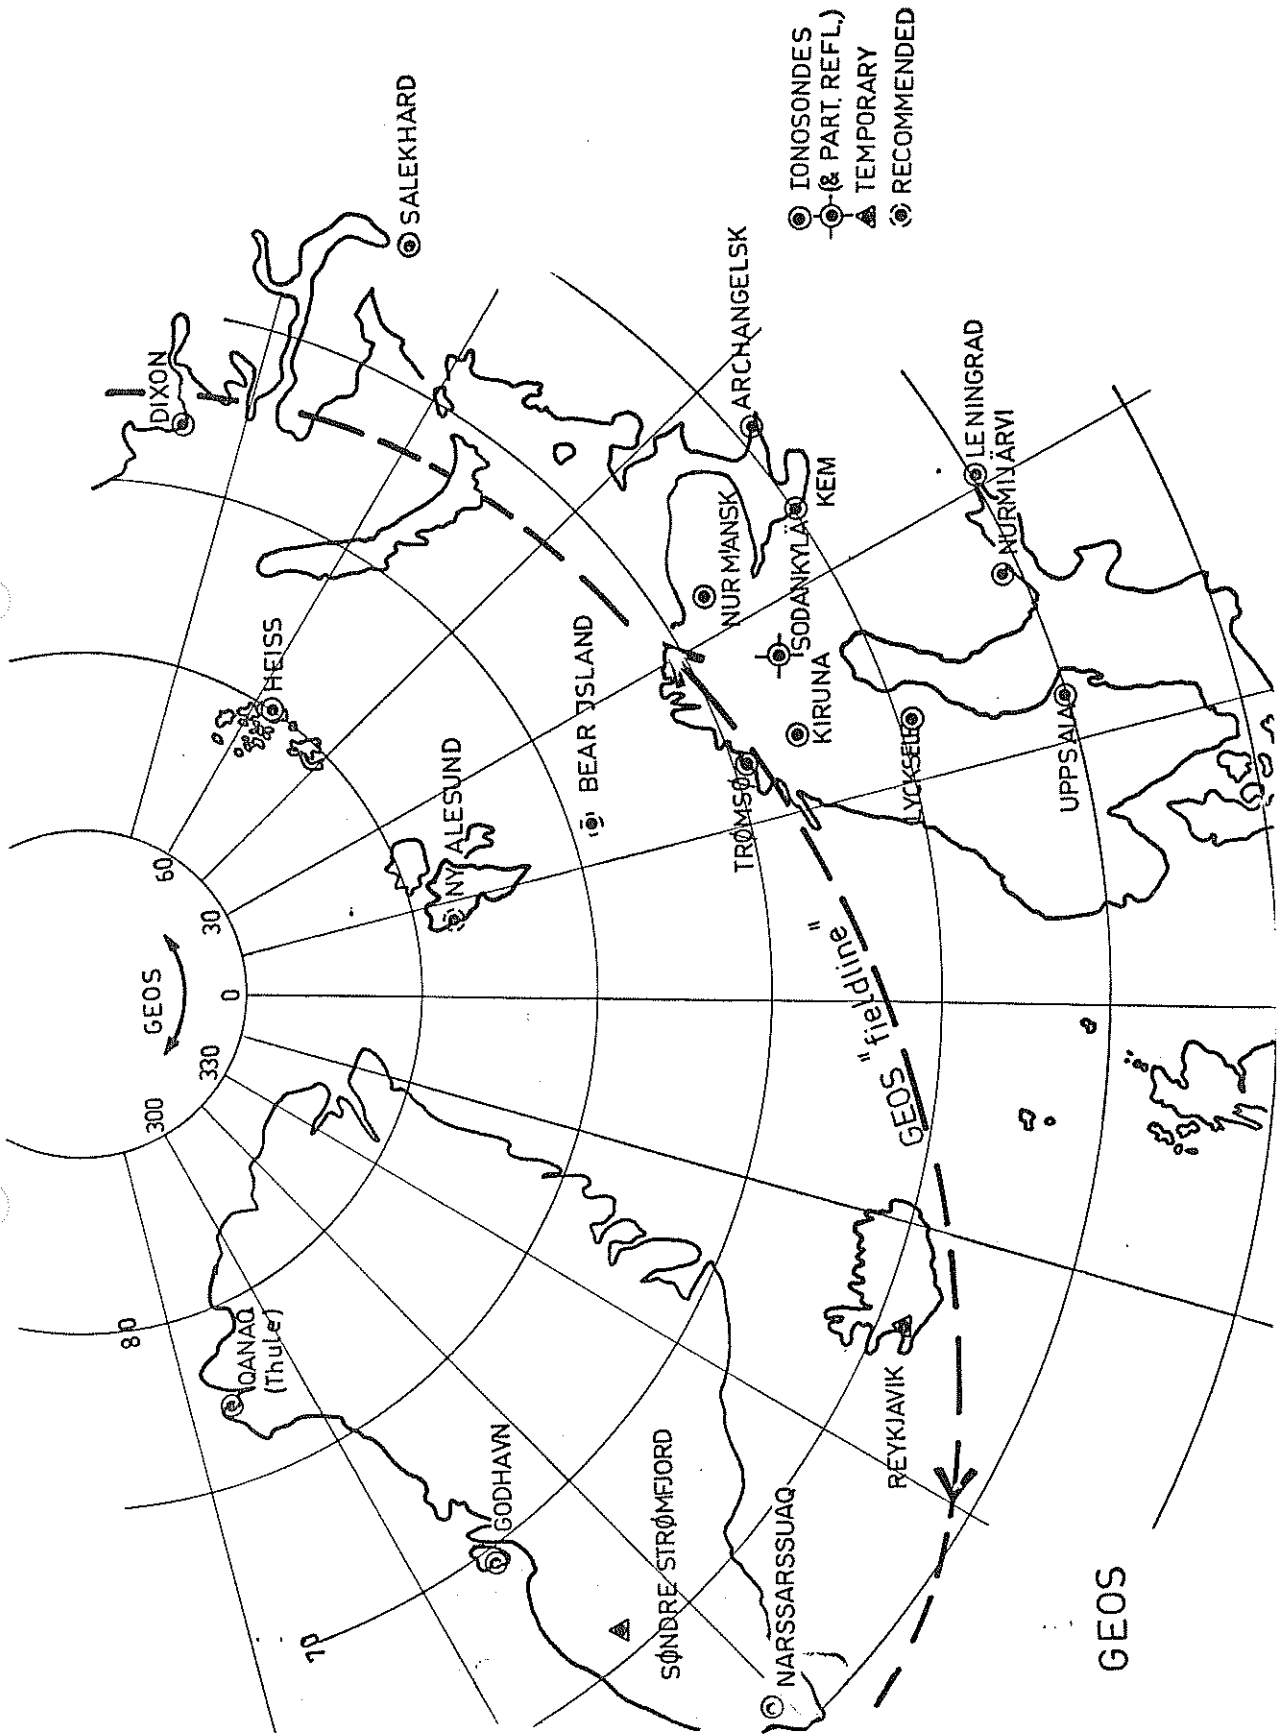 DIXON
SALEKHARD
HEISS
60
30
GEOS
0
330
300
80
70
NY ALESUND
BEAR JSLAND
NURMANSK
ARCHANGELSK
KEM
SODANKYLÄ
KIRUNA
TRØMSØ
LYCKSELE
UPPSALA
LENINGRAD
NURMIJÄRVI
GEOS "fieldline"
QANAQ
(Thule)
GODHAVN
SØNDRE STRØMFJORD
NARSSARSSUAQ
REYKJAVIK
IONOSONDES
(& PART. REFL.)
TEMPORARY
RECOMMENDED
GEOS